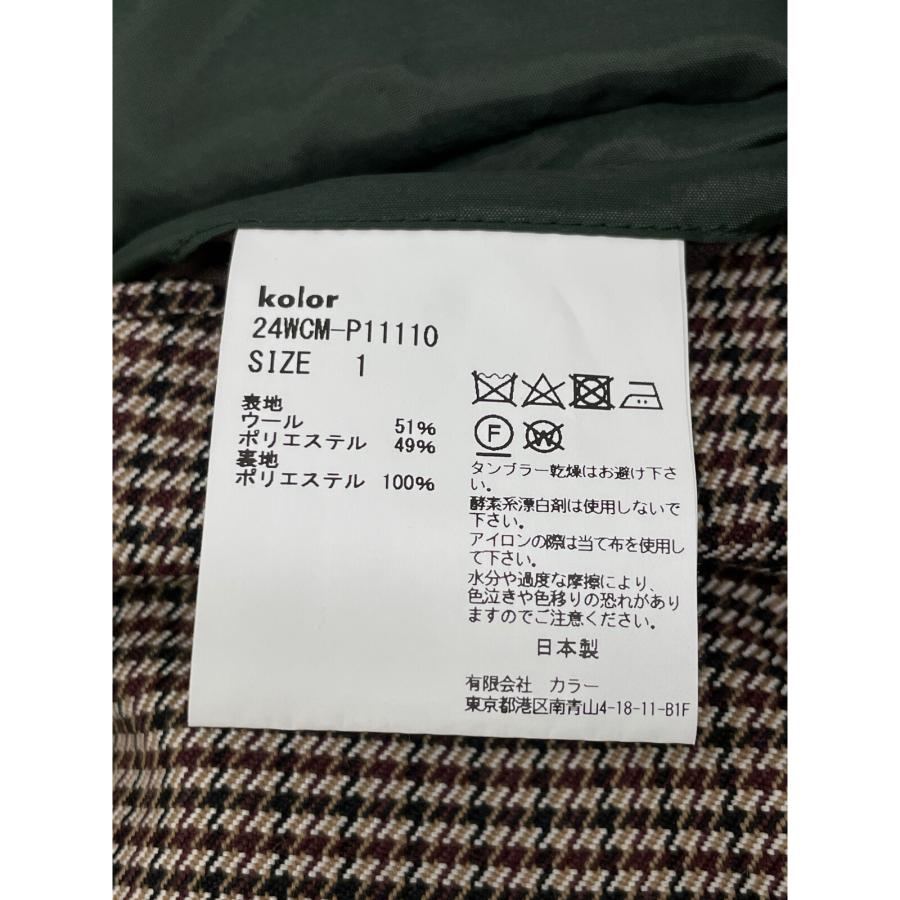 kolor
24WCM-P11110
SIZE 1
表地
ウール 51%
ポリエステル 49%
裏地
ポリエステル 100%
F
W
タンブラー乾燥はお避け下さ
い。
酵素系漂白剤は使用しないで
下さい。
アイロンの際は当て布を使用し
て下さい。
水分や過度な摩擦により、
色泣きや色移りの恐れがあり
ますのでご注意ください。
日本製
有限会社 カラー
東京都港区南青山4-18-11-B1F